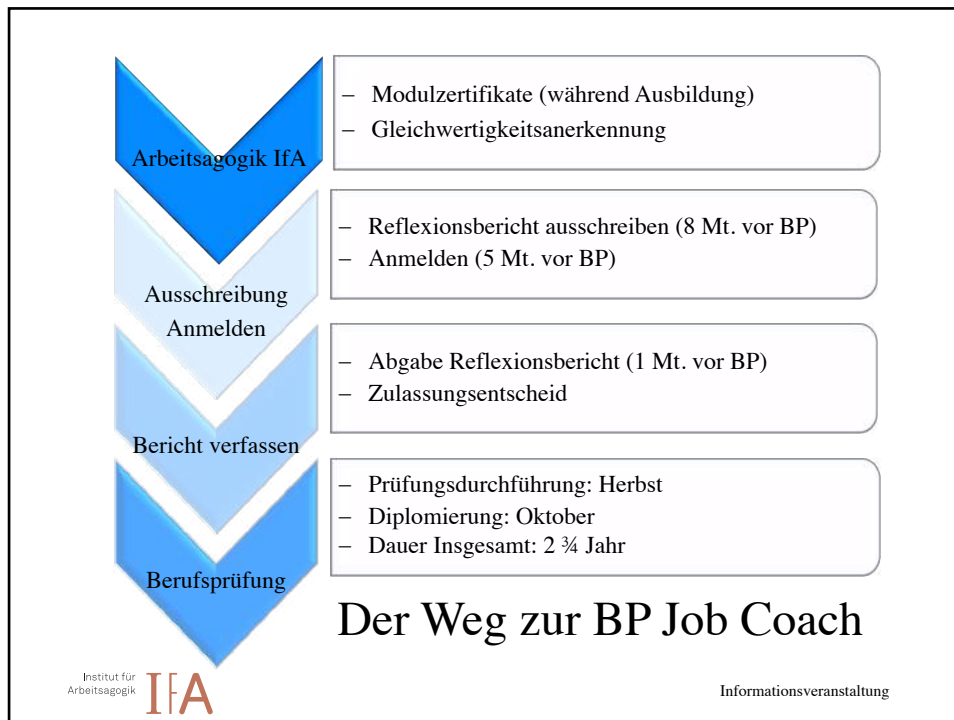 Arbeitsagogik IfA
– Modulzertifikate (während Ausbildung)
– Gleichwertigkeitsanerkennung
Ausschreibung
Anmelden
– Reflexionsbericht ausschreiben (8 Mt. vor BP)
– Anmelden (5 Mt. vor BP)
Bericht verfassen
– Abgabe Reflexionsbericht (1 Mt. vor BP)
– Zulassungsentscheid
Berufsprüfung
– Prüfungsdurchführung: Herbst
– Diplomierung: Oktober
– Dauer Insgesamt: 2 ¾ Jahr
Der Weg zur BP Job Coach
Institut für
Arbeitsagogik
IfA
Informationsveranstaltung